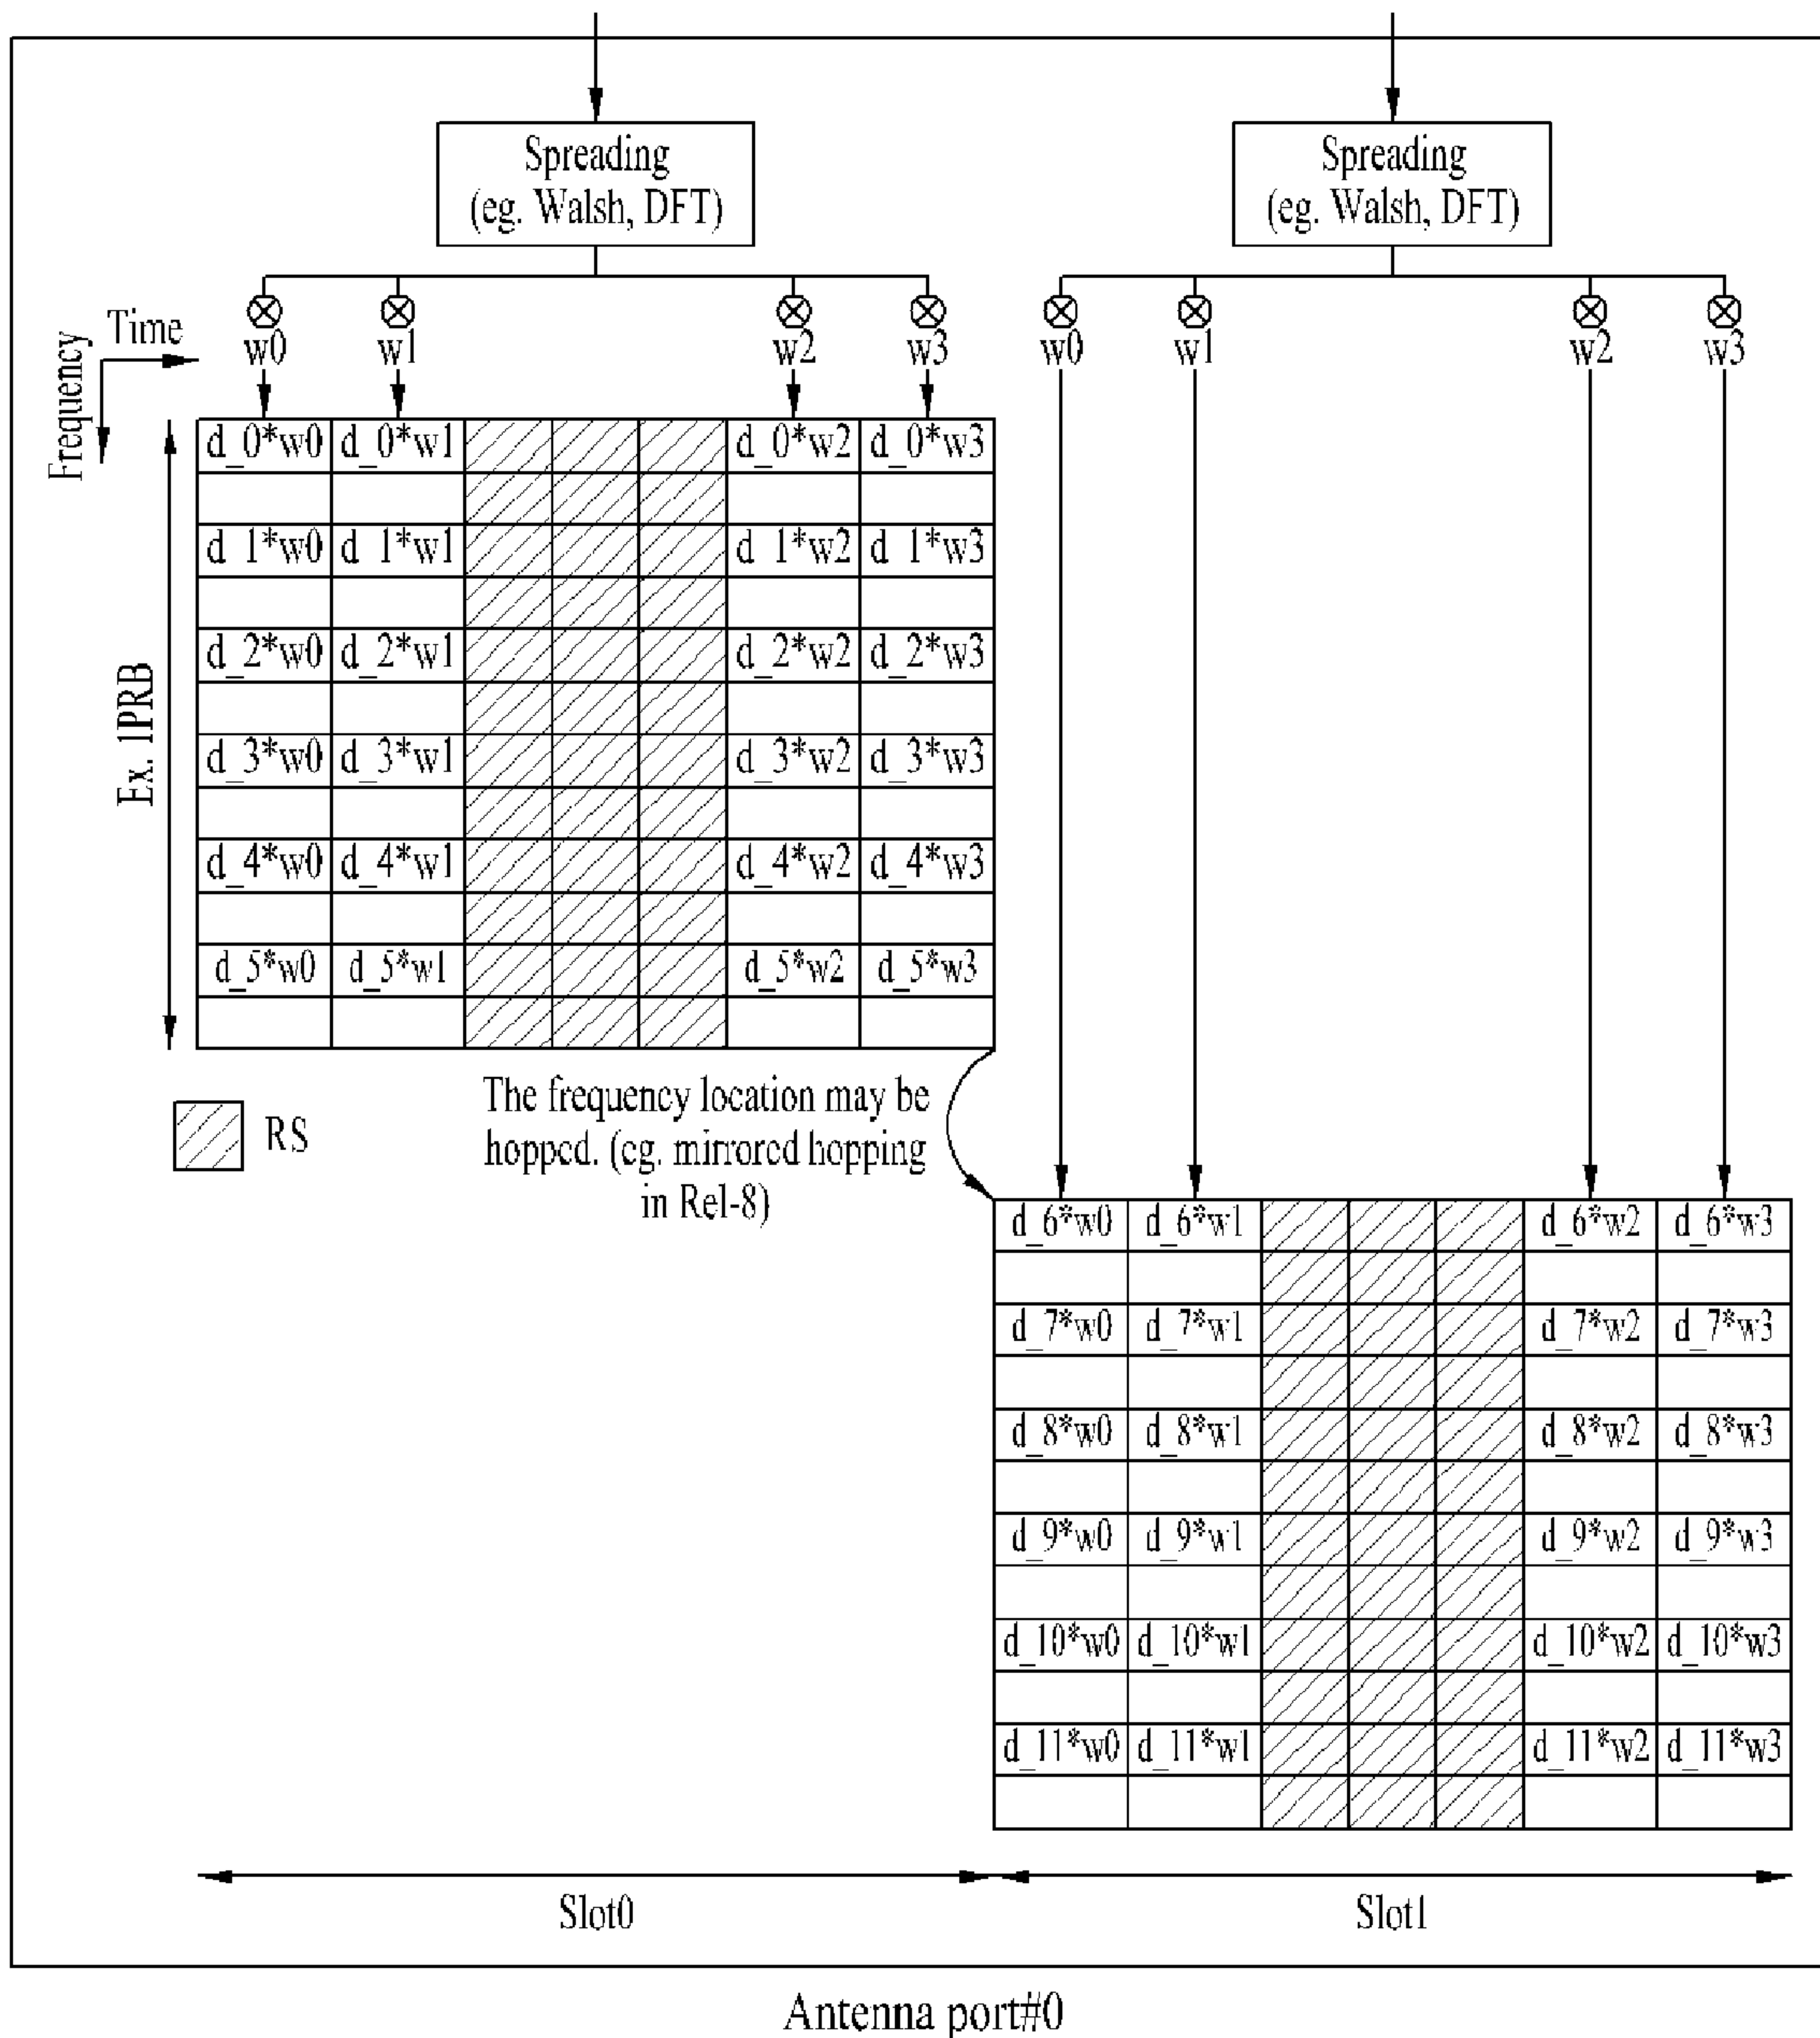 Spreading
(eg. Walsh, DFT)
Spreading
(eg. Walsh, DFT)
Time
Frequency
w0 w1 w2 w3 w0 w1 w2 w3
d_0*w0 d_0*w1 d_0*w2 d_0*w3
d_1*w0 d_1*w1 d_1*w2 d_1*w3
d_2*w0 d_2*w1 d_2*w2 d_2*w3
d_3*w0 d_3*w1 d_3*w2 d_3*w3
d_4*w0 d_4*w1 d_4*w2 d_4*w3
d_5*w0 d_5*w1 d_5*w2 d_5*w3
Ex. 1PRB
RS
The frequency location may be
hopped. (eg. mirrored hopping
in Rel-8)
d_6*w0 d_6*w1 d_6*w2 d_6*w3
d_7*w0 d_7*w1 d_7*w2 d_7*w3
d_8*w0 d_8*w1 d_8*w2 d_8*w3
d_9*w0 d_9*w1 d_9*w2 d_9*w3
d_10*w0 d_10*w1 d_10*w2 d_10*w3
d_11*w0 d_11*w1 d_11*w2 d_11*w3
Slot0 Slot1
Antenna port#0